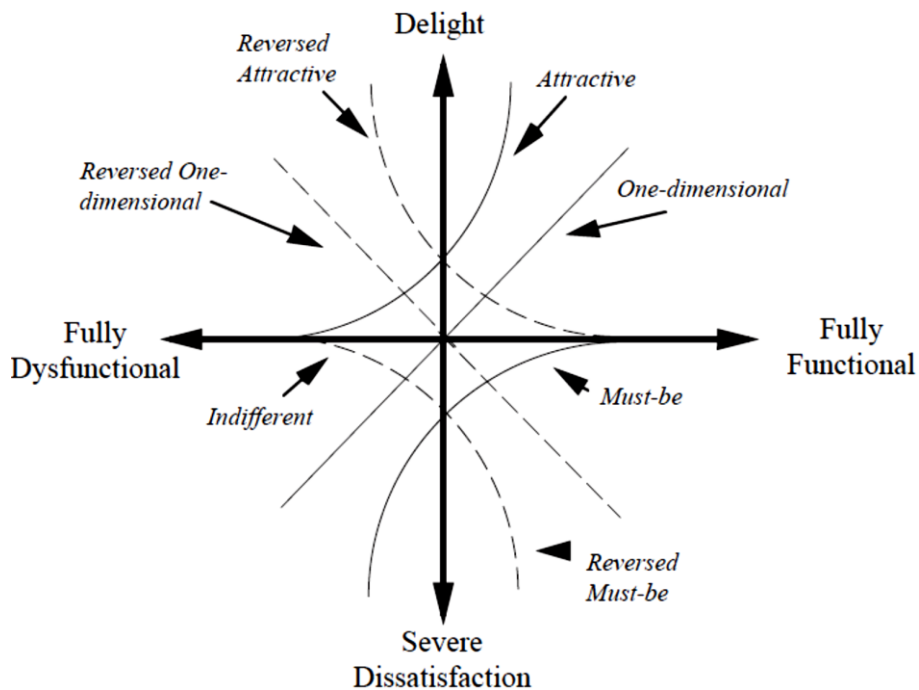 Delight
Reversed
Attractive
Attractive
Reversed One-
dimensional
One-dimensional
Fully
Dysfunctional
Fully
Functional
Indifferent
Must-be
Reversed
Must-be
Severe
Dissatisfaction